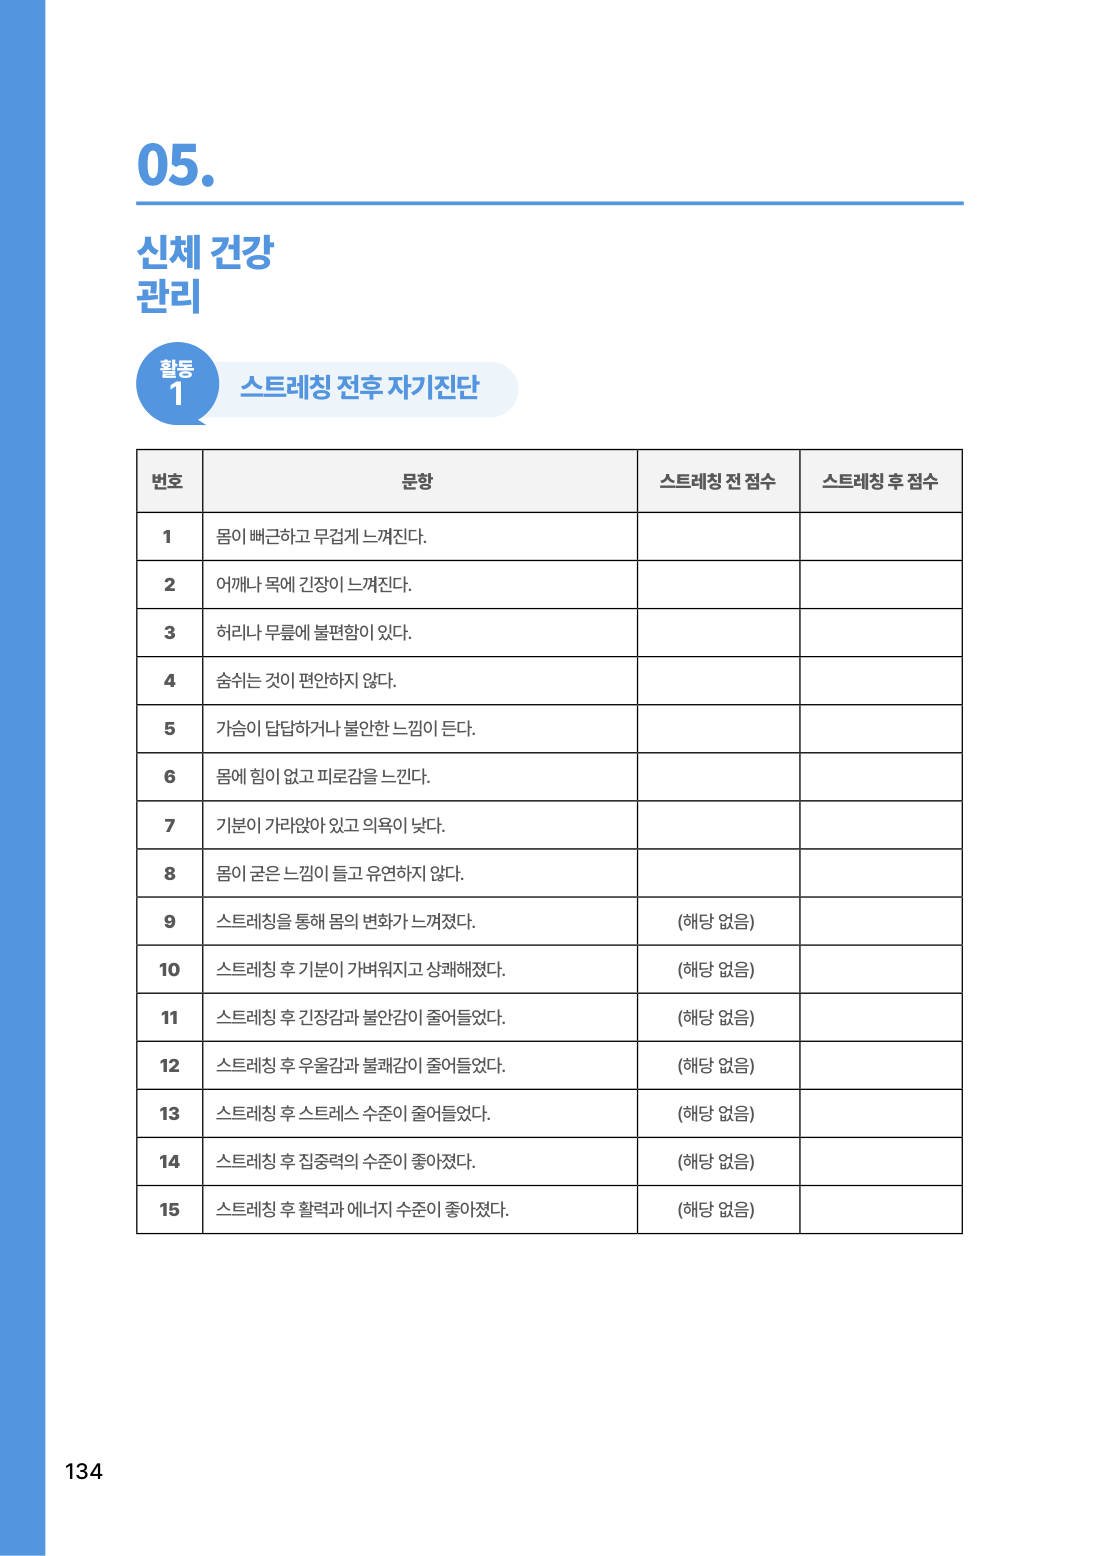 05.
신체 건강
관리
활동
1
스트레칭 전후 자기진단
번호 문항 스트레칭 전 점수 스트레칭 후 점수
1 몸이 뻐근하고 무겁게 느껴진다.
2 어깨나 목에 긴장이 느껴진다.
3 허리나 무릎에 불편함이 있다.
4 숨쉬는 것이 편안하지 않다.
5 가슴이 답답하거나 불안한 느낌이 든다.
6 몸에 힘이 없고 피로감을 느낀다.
7 기분이 가라앉아 있고 의욕이 낮다.
8 몸이 굳은 느낌이 들고 유연하지 않다.
9 스트레칭을 통해 몸의 변화가 느껴졌다. (해당 없음)
10 스트레칭 후 기분이 가벼워지고 상쾌해졌다. (해당 없음)
11 스트레칭 후 긴장감과 불안감이 줄어들었다. (해당 없음)
12 스트레칭 후 우울감과 불쾌감이 줄어들었다. (해당 없음)
13 스트레칭 후 스트레스 수준이 줄어들었다. (해당 없음)
14 스트레칭 후 집중력의 수준이 좋아졌다. (해당 없음)
15 스트레칭 후 활력과 에너지 수준이 좋아졌다. (해당 없음)
134